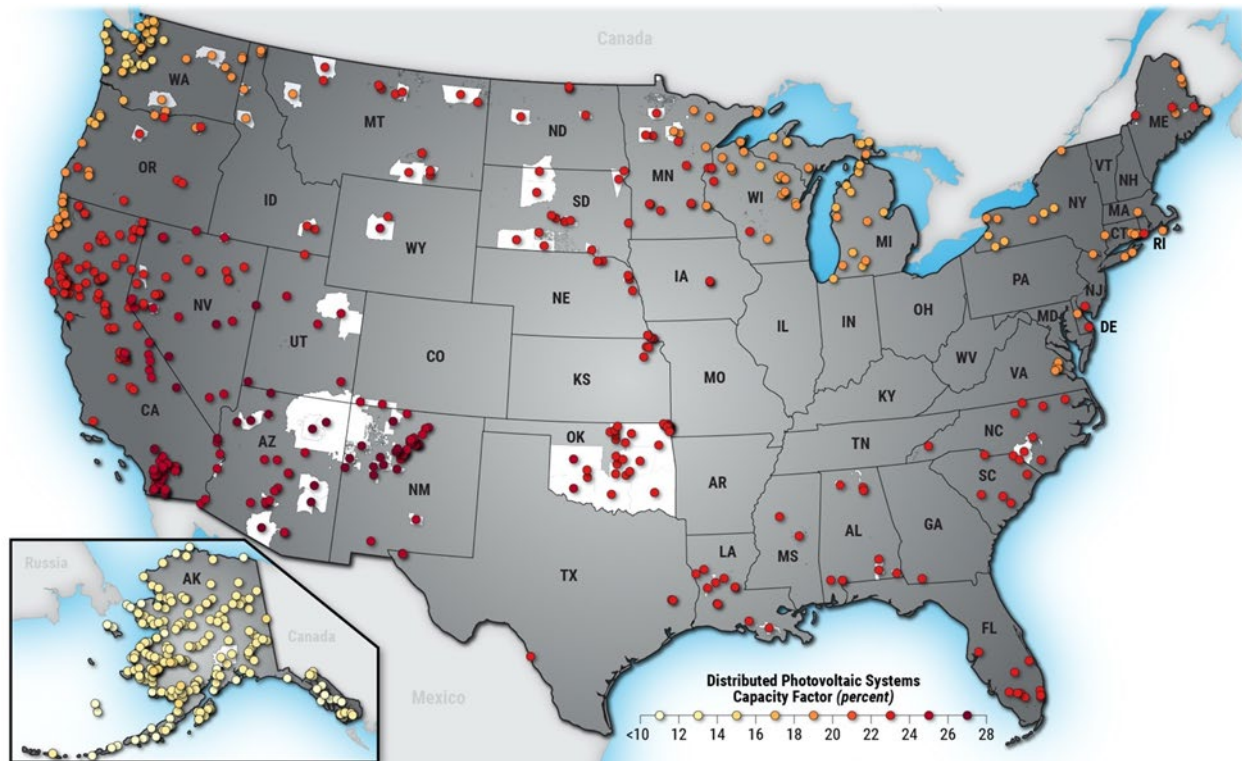 Canada
WA
MT
ND
MN
ME
OR
ID
SD
WI
VT
NH
NY
MA
CT
RI
WY
MI
IA
PA
NE
NJ
NV
UT
CO
IL
IN
OH
MD
DE
WV
VA
KS
MO
KY
CA
AZ
NM
OK
TN
NC
AR
SC
MS
AL
GA
LA
TX
FL
Russia
AK
Canada
Mexico
Distributed Photovoltaic Systems
Capacity Factor (percent)
<10 12 14 16 18 20 22 24 25 26 28